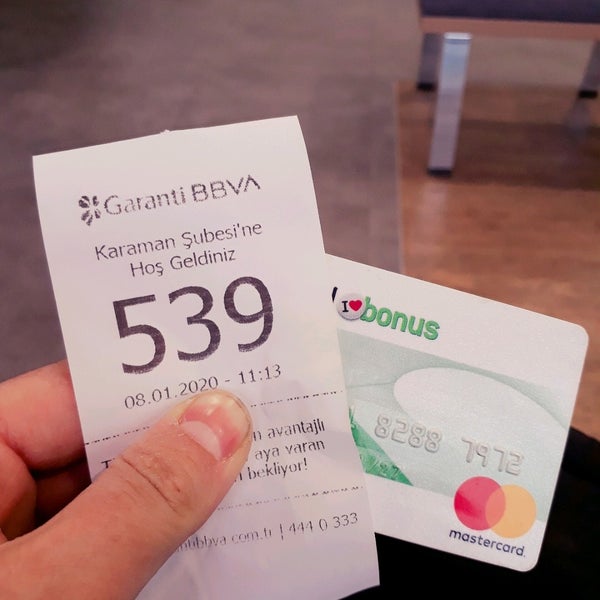 Garanti BBVA
Karaman Şubesi'ne
Hoş Geldiniz
539
08.01.2020 - 11:13
avantajlı
aya varan
bekliyor!
bbva.com.tr | 444 0 333
I ♥ bonus
8288 7972
mastercard